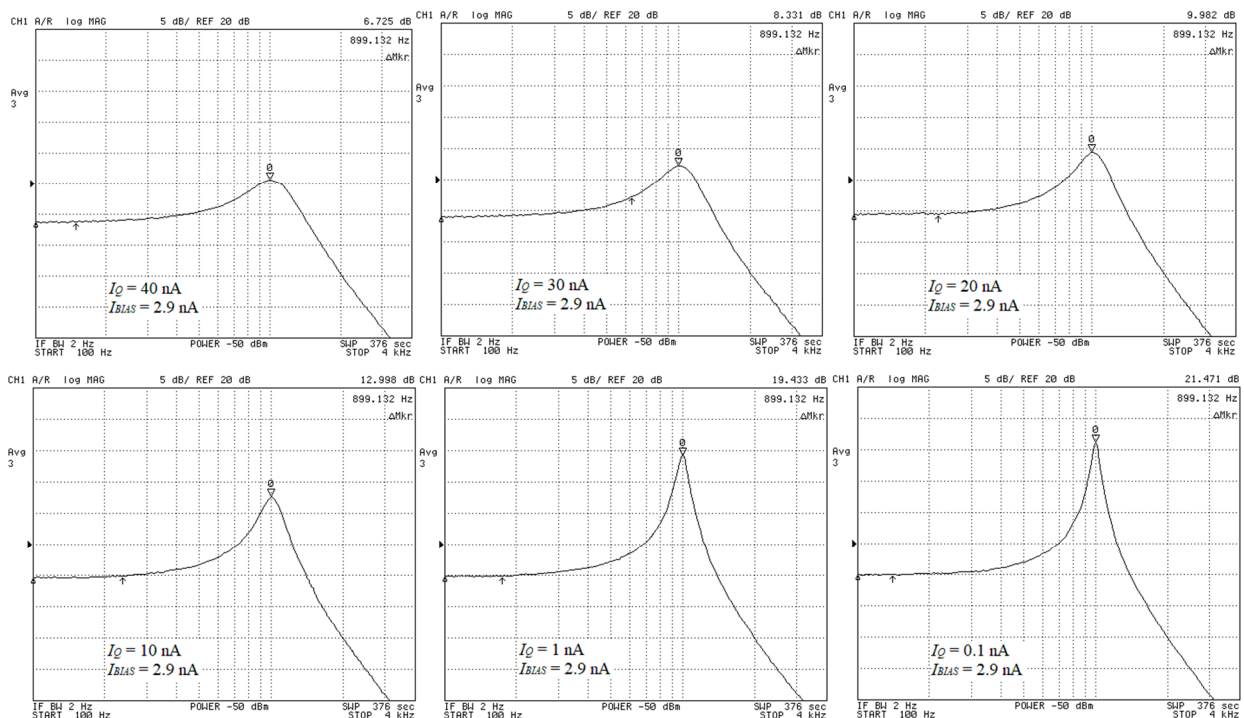 CH1 A/R log MAG 5 dB/ REF 20 dB 6.725 dB
899.132 Hz
ΔMkr
Avg
3
0
I_Q = 40 nA
I_BIAS = 2.9 nA
IF BW 2 Hz POWER -50 dBm SWP 376 sec
START 100 Hz STOP 4 kHz
CH1 A/R log MAG 5 dB/ REF 20 dB 8.331 dB
899.132 Hz
ΔMkr
Avg
3
0
I_Q = 30 nA
I_BIAS = 2.9 nA
IF BW 2 Hz POWER -50 dBm SWP 376 sec
START 100 Hz STOP 4 kHz
CH1 A/R log MAG 5 dB/ REF 20 dB 9.982 dB
899.132 Hz
ΔMkr
Avg
3
0
I_Q = 20 nA
I_BIAS = 2.9 nA
IF BW 2 Hz POWER -50 dBm SWP 376 sec
START 100 Hz STOP 4 kHz
CH1 A/R log MAG 5 dB/ REF 20 dB 12.998 dB
899.132 Hz
ΔMkr
Avg
3
0
I_Q = 10 nA
I_BIAS = 2.9 nA
IF BW 2 Hz POWER -50 dBm SWP 376 sec
START 100 Hz STOP 4 kHz
CH1 A/R log MAG 5 dB/ REF 20 dB 19.433 dB
899.132 Hz
ΔMkr
Avg
3
0
I_Q = 1 nA
I_BIAS = 2.9 nA
IF BW 2 Hz POWER -50 dBm SWP 376 sec
START 100 Hz STOP 4 kHz
CH1 A/R log MAG 5 dB/ REF 20 dB 21.471 dB
899.132 Hz
ΔMkr
Avg
3
0
I_Q = 0.1 nA
I_BIAS = 2.9 nA
IF BW 2 Hz POWER -50 dBm SWP 376 sec
START 100 Hz STOP 4 kHz